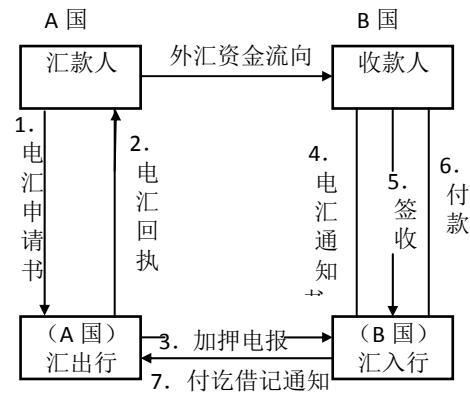 A 国
B 国
汇款人
外汇资金流向
收款人
1．
电
汇
申
请
书
2．
电
汇
回
执
4．
电
汇
通
知
5．
签
收
6．
付
款
（A 国）
汇出行
3．加押电报
（B 国）
汇入行
7．付讫借记通知